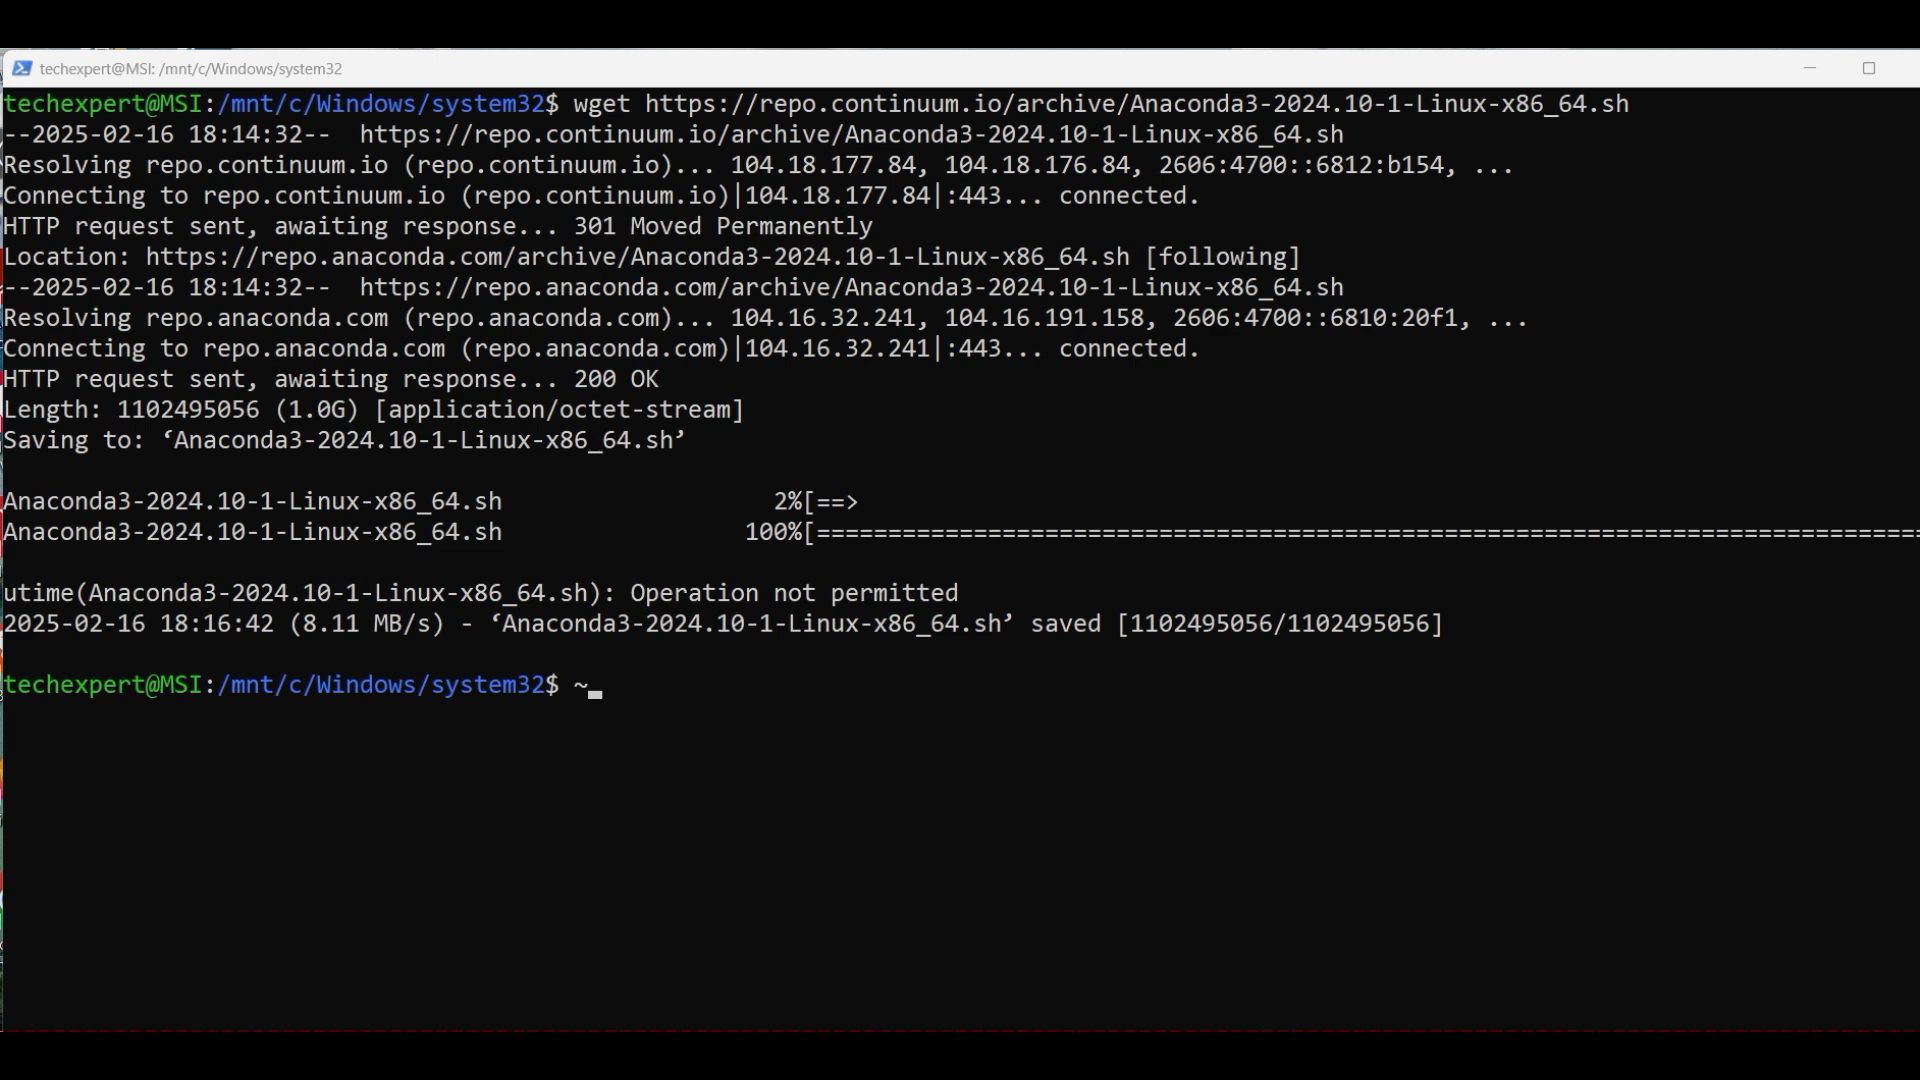 techexpert@MSI: /mnt/c/Windows/system32
techexpert@MSI:/mnt/c/Windows/system32$ wget https://repo.continuum.io/archive/Anaconda3-2024.10-1-Linux-x86_64.sh
--2025-02-16 18:14:32--  https://repo.continuum.io/archive/Anaconda3-2024.10-1-Linux-x86_64.sh
Resolving repo.continuum.io (repo.continuum.io)... 104.18.177.84, 104.18.176.84, 2606:4700::6812:b154, ...
Connecting to repo.continuum.io (repo.continuum.io)|104.18.177.84|:443... connected.
HTTP request sent, awaiting response... 301 Moved Permanently
Location: https://repo.anaconda.com/archive/Anaconda3-2024.10-1-Linux-x86_64.sh [following]
--2025-02-16 18:14:32--  https://repo.anaconda.com/archive/Anaconda3-2024.10-1-Linux-x86_64.sh
Resolving repo.anaconda.com (repo.anaconda.com)... 104.16.32.241, 104.16.191.158, 2606:4700::6810:20f1, ...
Connecting to repo.anaconda.com (repo.anaconda.com)|104.16.32.241|:443... connected.
HTTP request sent, awaiting response... 200 OK
Length: 1102495056 (1.0G) [application/octet-stream]
Saving to: ‘Anaconda3-2024.10-1-Linux-x86_64.sh’
Anaconda3-2024.10-1-Linux-x86_64.sh 2%[==>
Anaconda3-2024.10-1-Linux-x86_64.sh 100%[==============================================================================
utime(Anaconda3-2024.10-1-Linux-x86_64.sh): Operation not permitted
2025-02-16 18:16:42 (8.11 MB/s) - ‘Anaconda3-2024.10-1-Linux-x86_64.sh’ saved [1102495056/1102495056]
techexpert@MSI:/mnt/c/Windows/system32$ ~_